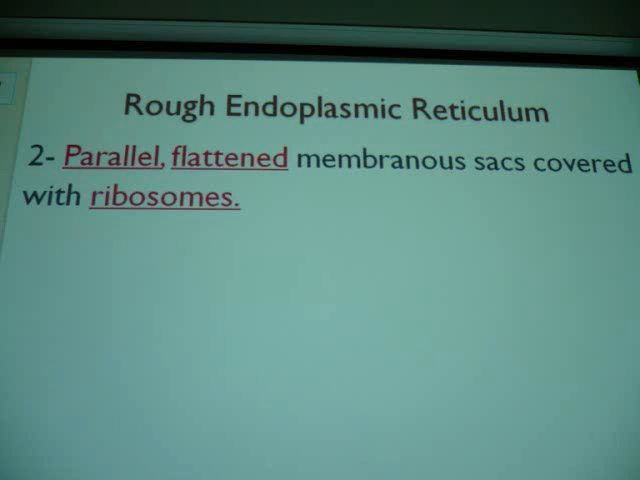 Rough Endoplasmic Reticulum
2- Parallel, flattened membranous sacs covered
with ribosomes.